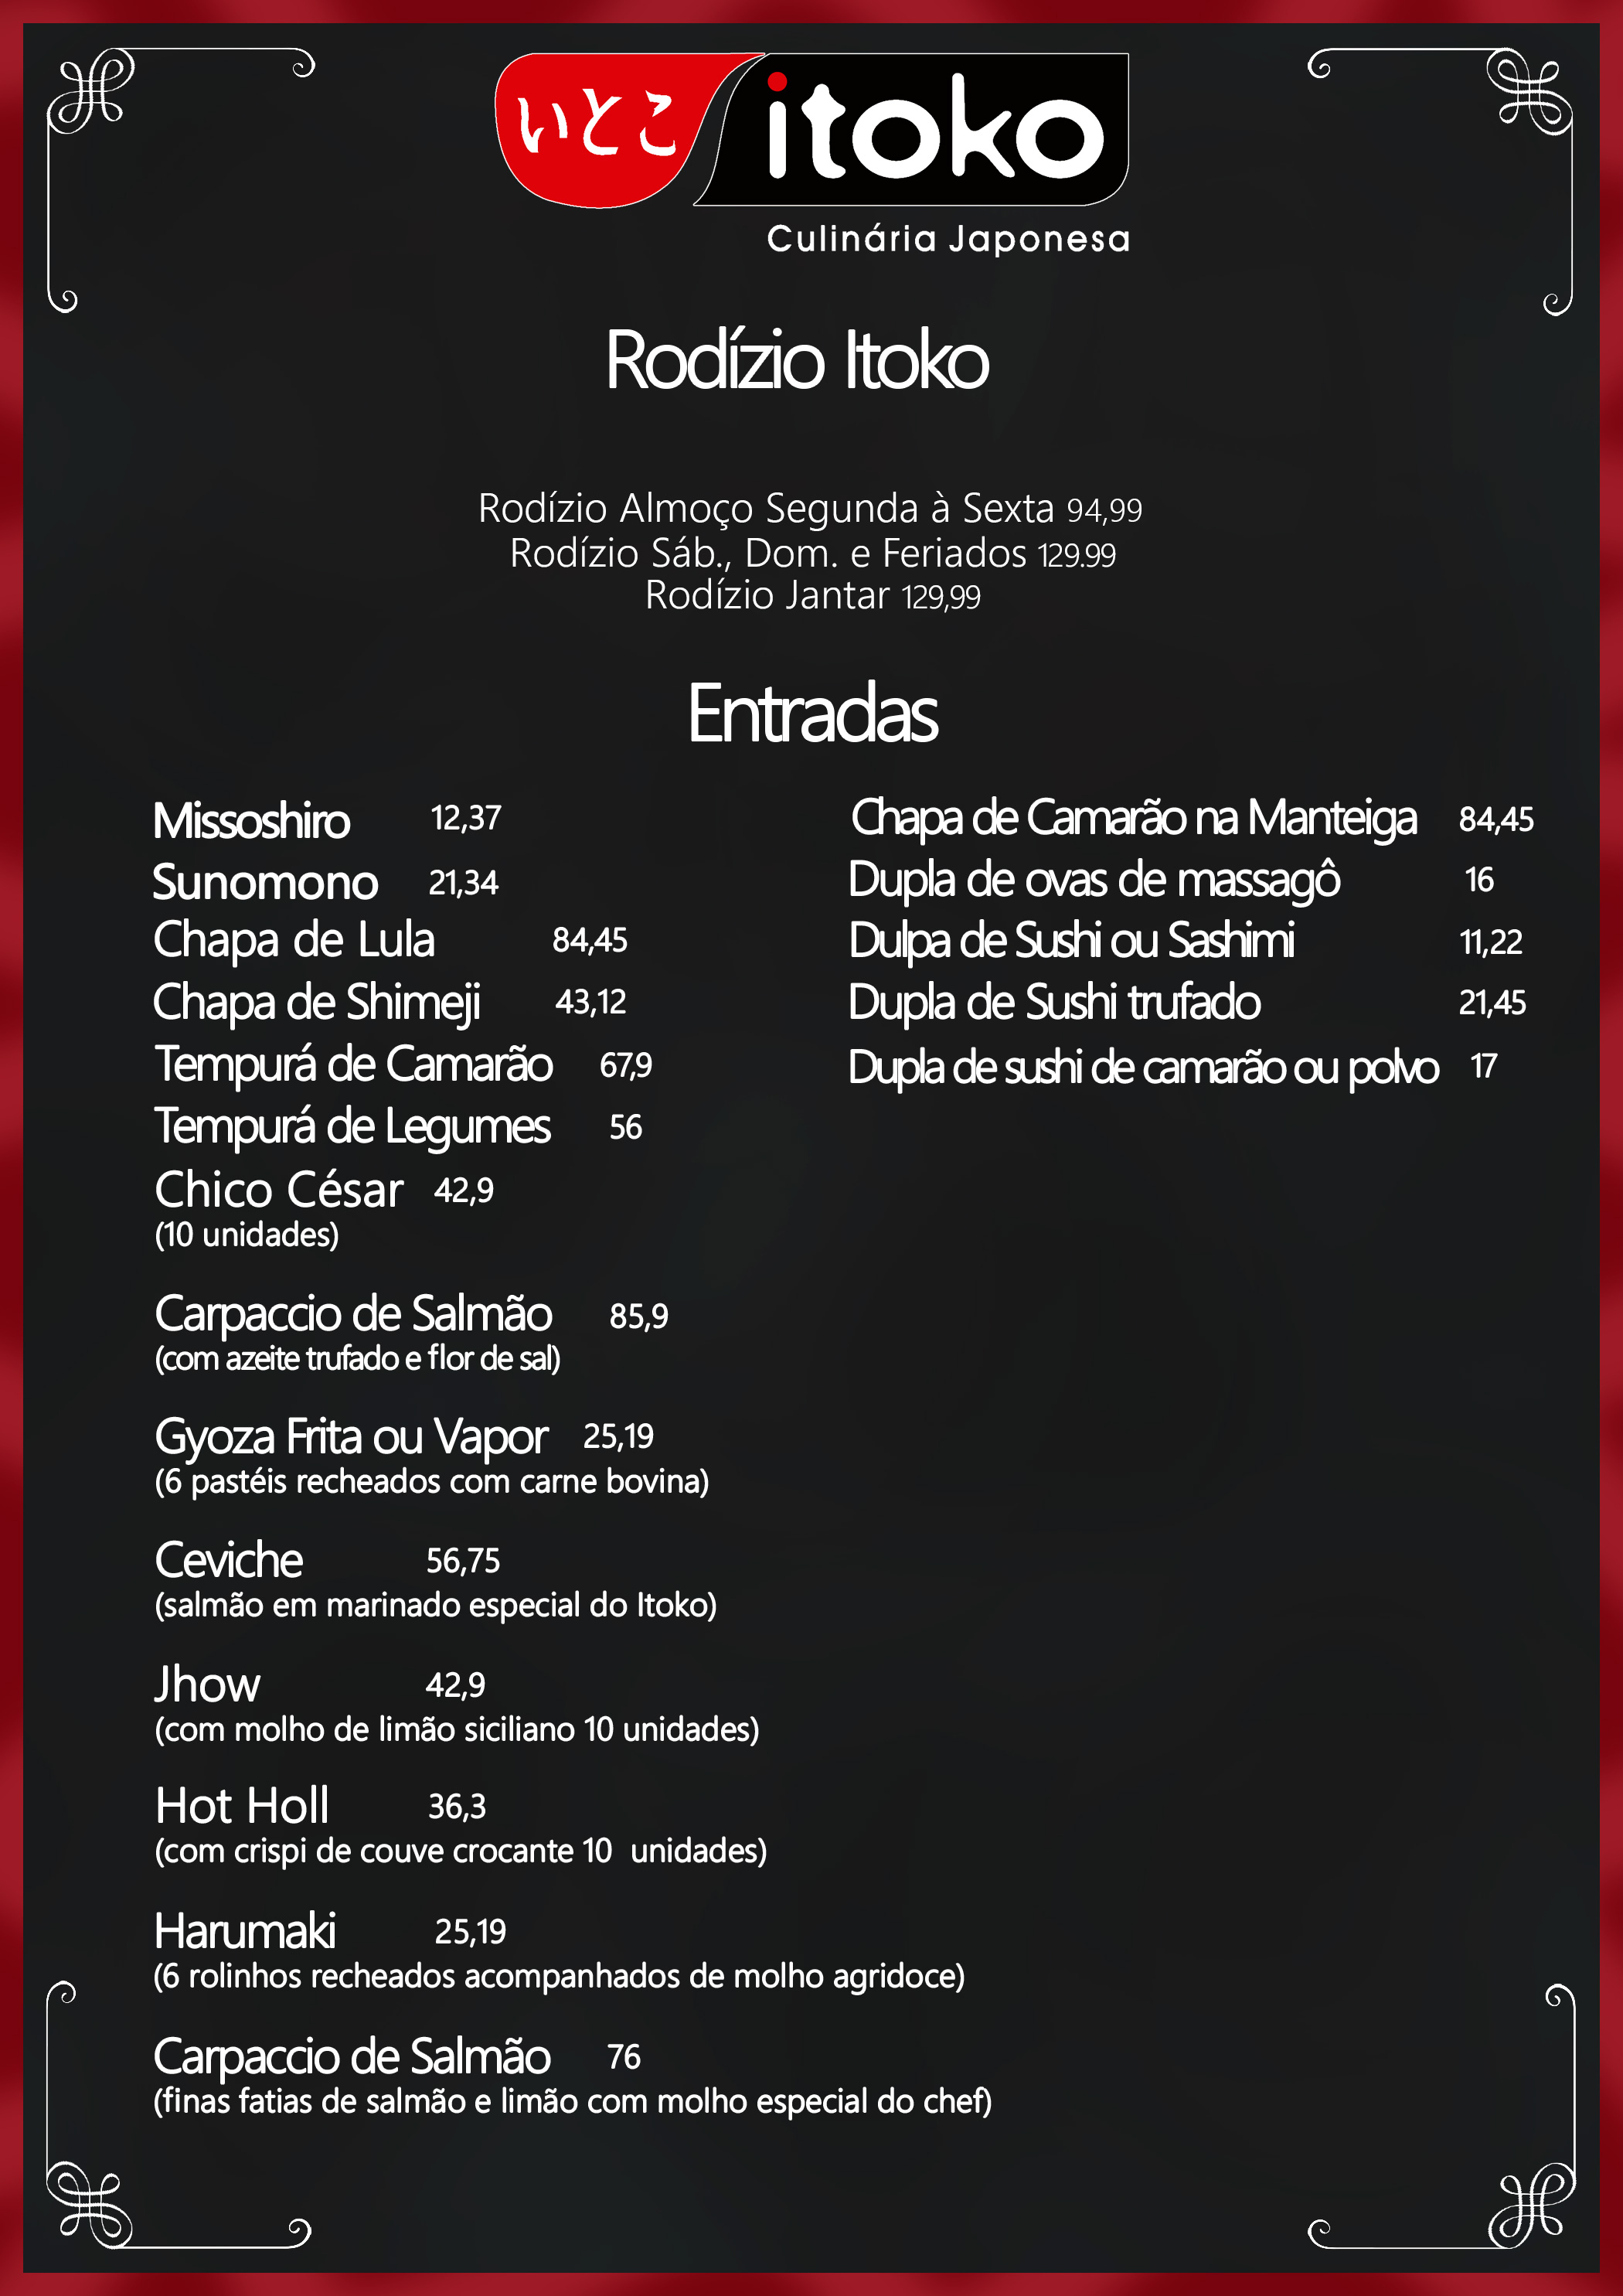 いとこ itoko
Culinária Japonesa
Rodízio Itoko
Rodízio Almoço Segunda à Sexta 94,99
Rodízio Sáb., Dom. e Feriados 129.99
Rodízio Jantar 129,99
Entradas
Missoshiro 12,37
Sunomono 21,34
Chapa de Lula 84,45
Chapa de Shimeji 43,12
Tempurá de Camarão 67,9
Tempurá de Legumes 56
Chico César 42,9
(10 unidades)
Carpaccio de Salmão 85,9
(com azeite trufado e flor de sal)
Gyoza Frita ou Vapor 25,19
(6 pastéis recheados com carne bovina)
Ceviche 56,75
(salmão em marinado especial do Itoko)
Jhow 42,9
(com molho de limão siciliano 10 unidades)
Hot Holl 36,3
(com crispi de couve crocante 10 unidades)
Harumaki 25,19
(6 rolinhos recheados acompanhados de molho agridoce)
Carpaccio de Salmão 76
(finas fatias de salmão e limão com molho especial do chef)
Chapa de Camarão na Manteiga 84,45
Dupla de ovas de massagô 16
Dulpa de Sushi ou Sashimi 11,22
Dupla de Sushi trufado 21,45
Dupla de sushi de camarão ou polvo 17